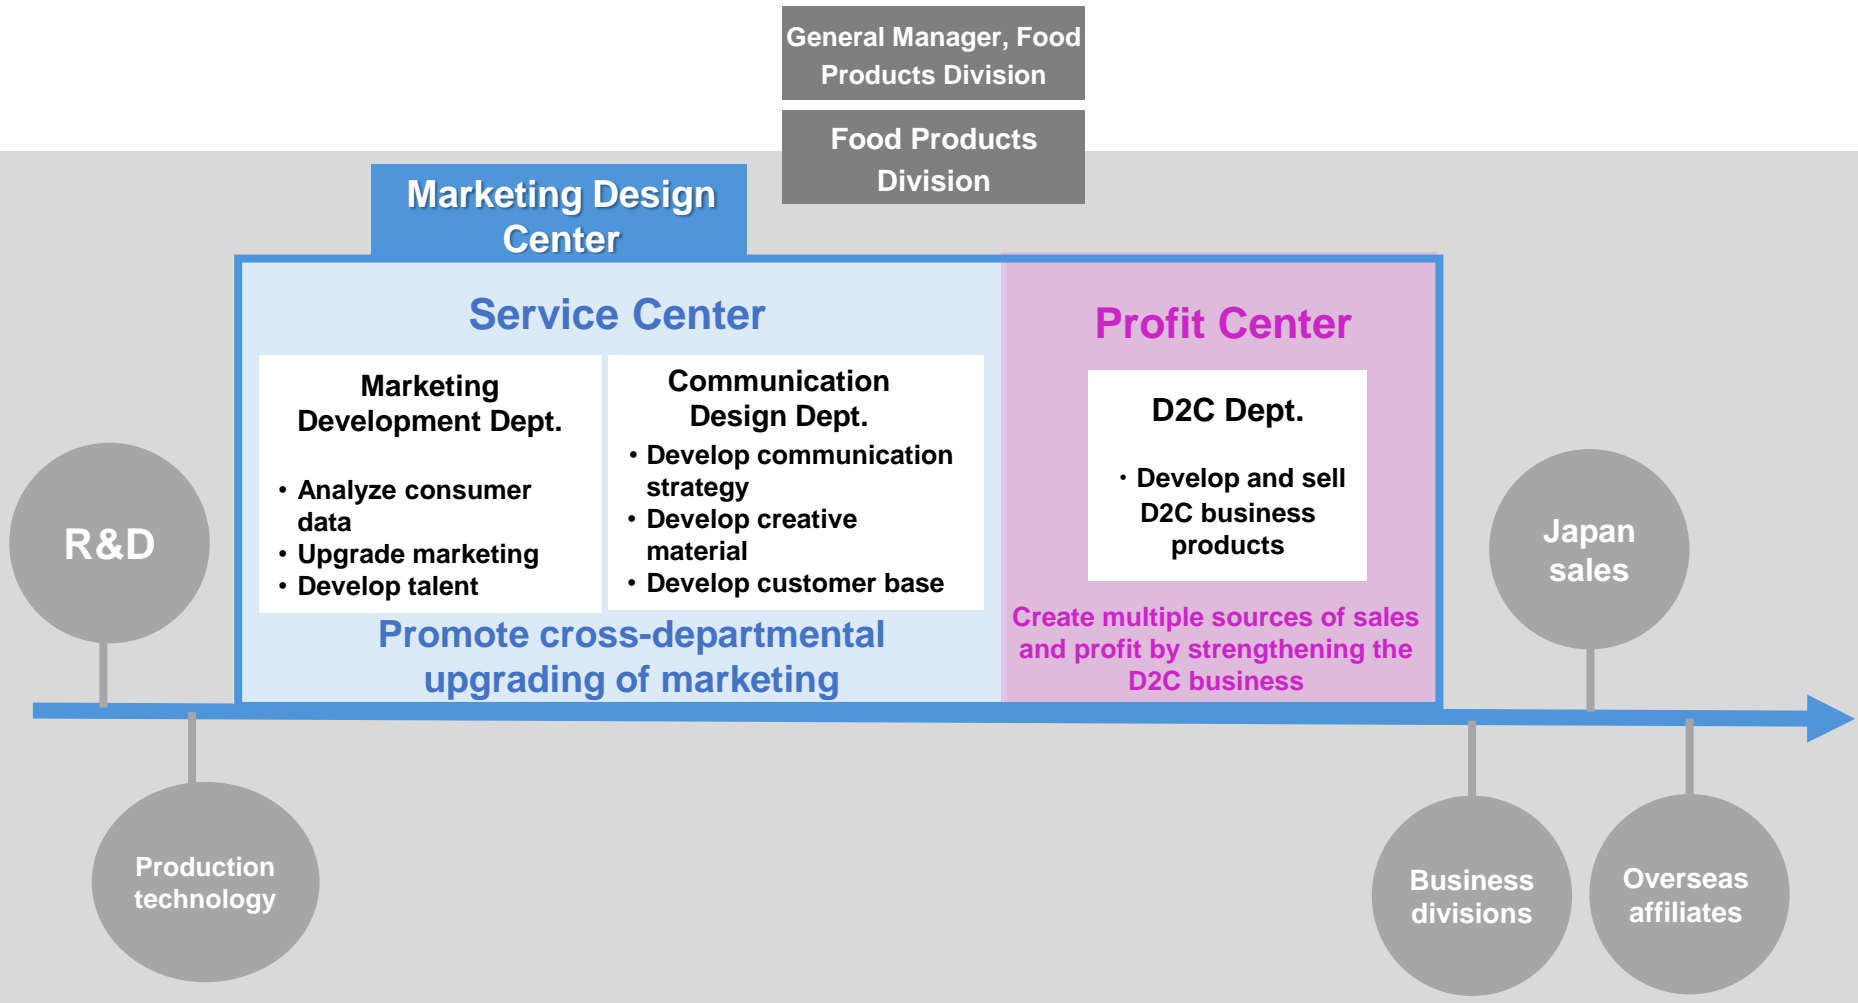 General Manager, Food
Products Division
Food Products
Division
Marketing Design
Center
Service Center
Marketing
Development Dept.
・Analyze consumer
data
・Upgrade marketing
・Develop talent
Communication
Design Dept.
・Develop communication
strategy
・Develop creative
material
・Develop customer base
Promote cross-departmental
upgrading of marketing
Profit Center
D2C Dept.
・Develop and sell
D2C business
products
Create multiple sources of sales
and profit by strengthening the
D2C business
R&D
Production
technology
Japan
sales
Business
divisions
Overseas
affiliates